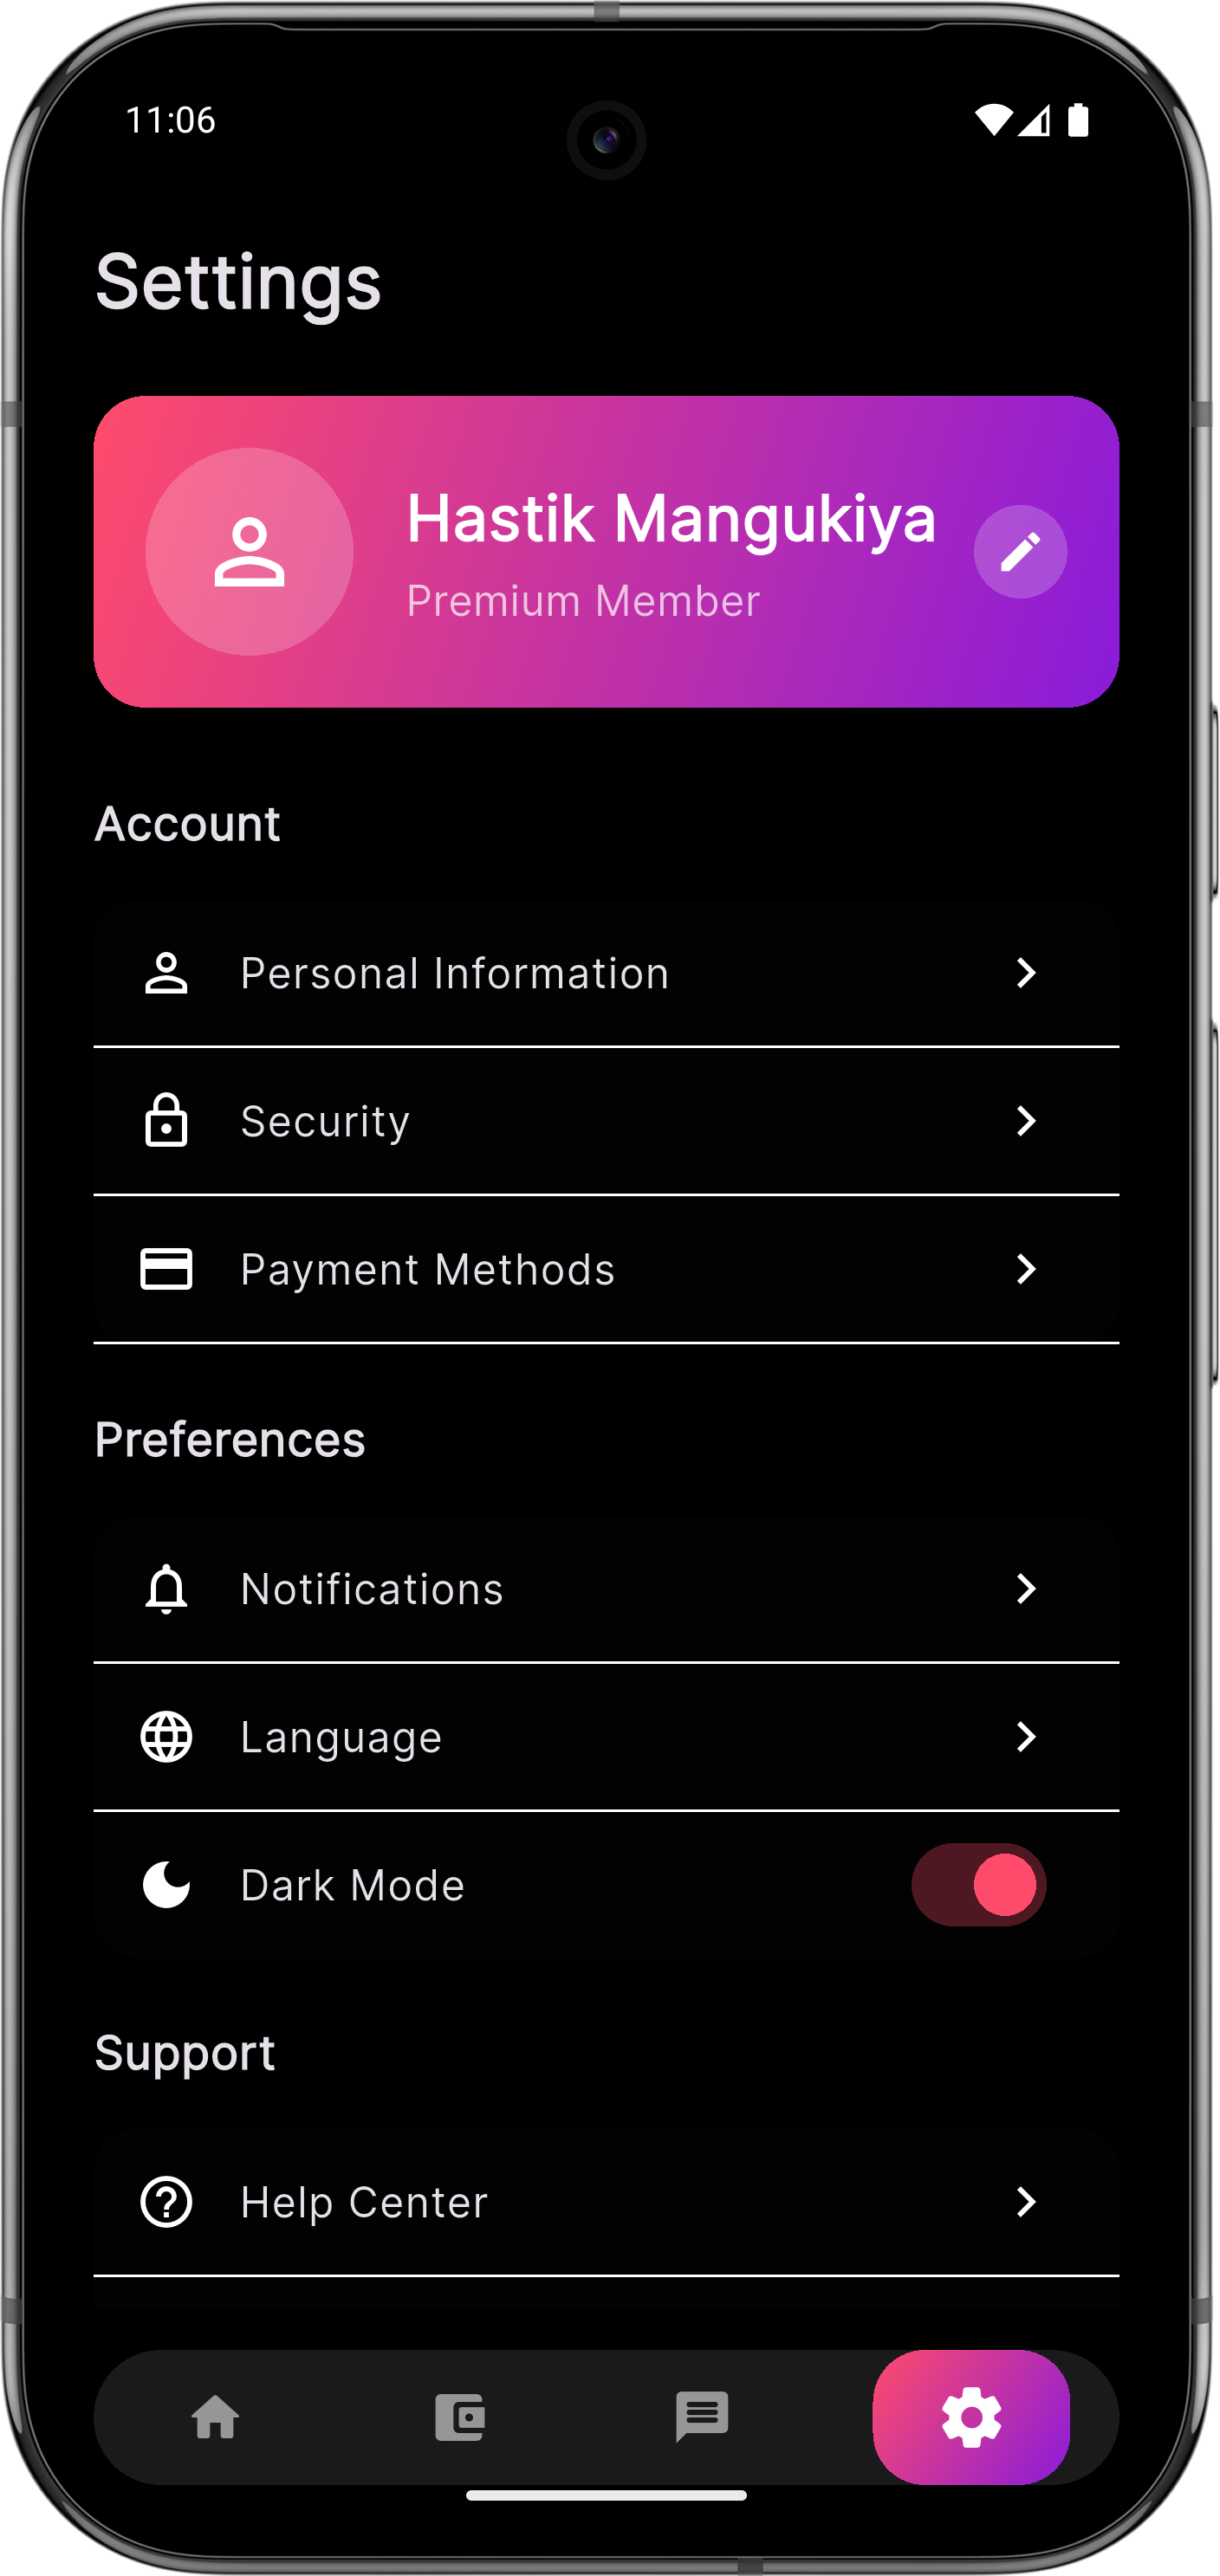 11:06
Settings
Hastik Mangukiya
Premium Member
Account
Personal Information
Security
Payment Methods
Preferences
Notifications
Language
Dark Mode
Support
Help Center